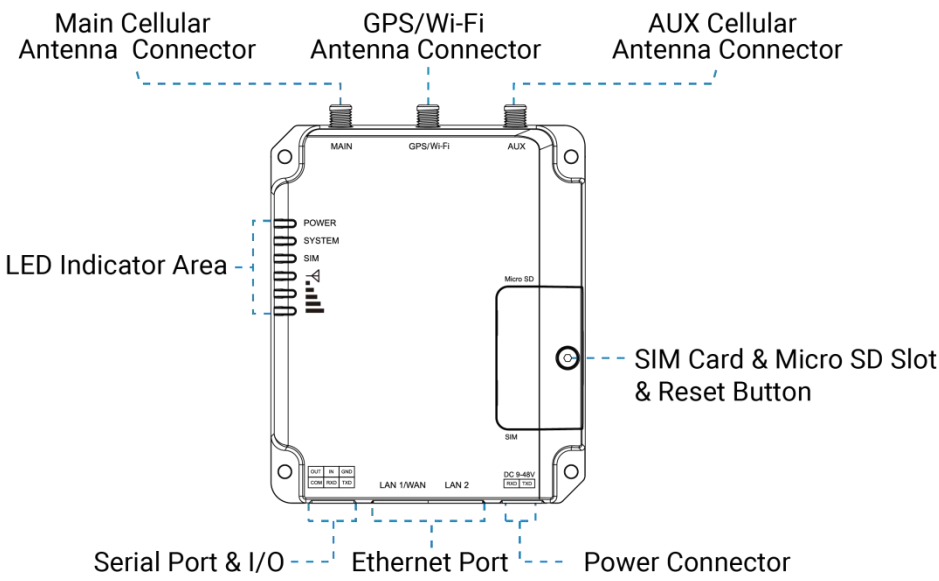 Main Cellular
Antenna Connector
GPS/Wi-Fi
Antenna Connector
AUX Cellular
Antenna Connector
MAIN
GPS/Wi-Fi
AUX
POWER
SYSTEM
SIM
LED Indicator Area
Micro SD
SIM Card & Micro SD Slot
& Reset Button
SIM
OUT IN GND
COM RXD TXD
LAN 1/WAN
LAN 2
DC 9-48V
RXD TXD
Serial Port & I/O
Ethernet Port
Power Connector